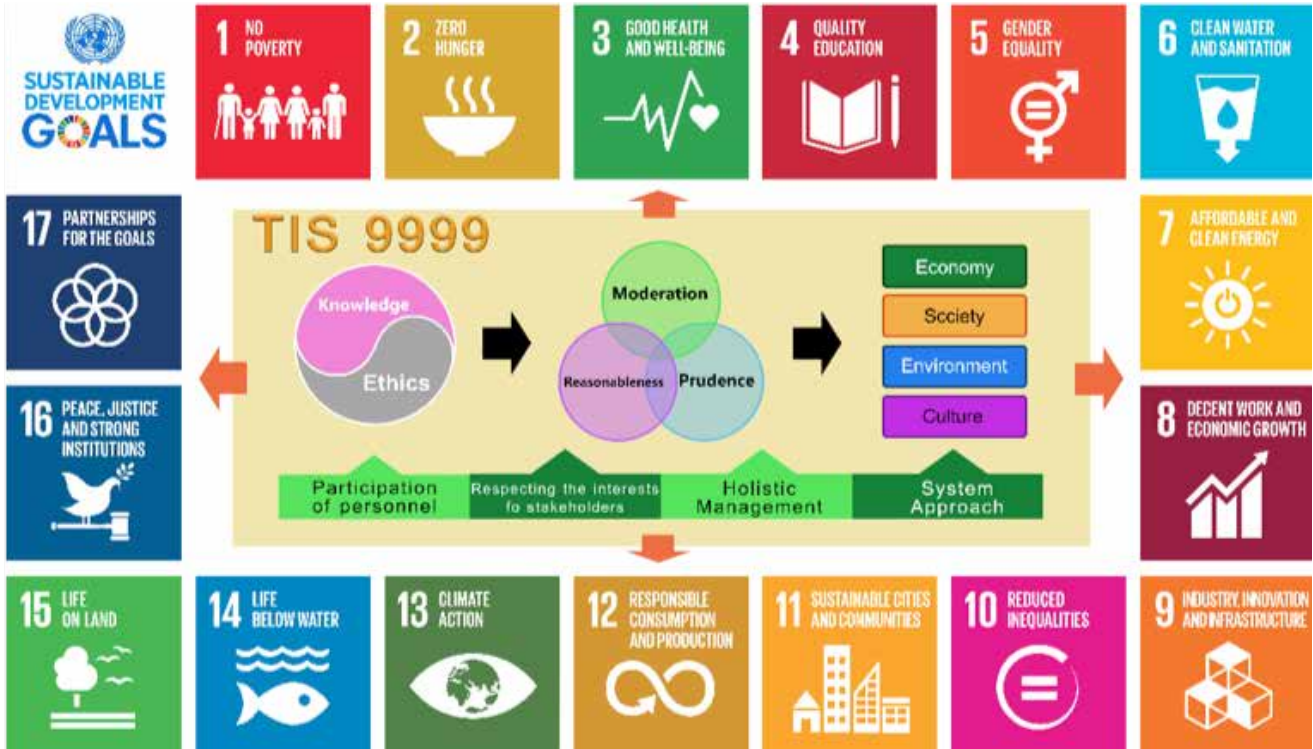 SUSTAINABLE
DEVELOPMENT
GOALS
1 NO
POVERTY
2 ZERO
HUNGER
3 GOOD HEALTH
AND WELL-BEING
4 QUALITY
EDUCATION
5 GENDER
EQUALITY
6 CLEAN WATER
AND SANITATION
17 PARTNERSHIPS
FOR THE GOALS
TIS 9999
Knowledge
Ethics
Moderation
Reasonableness
Prudence
Economy
Scciety
Environment
Culture
Participation
of personnel
Respecting the interests
fo stakeholders
Holistic
Management
System
Approach
7 AFFORDABLE AND
CLEAN ENERGY
16 PEACE, JUSTICE
AND STRONG
INSTITUTIONS
8 DECENT WORK AND
ECONOMIC GROWTH
15 LIFE
ON LAND
14 LIFE
BELOW WATER
13 CLIMATE
ACTION
12 RESPONSIBLE
CONSUMPTION
AND PRODUCTION
11 SUSTAINABLE CITIES
AND COMMUNITIES
10 REDUCED
INEQUALITIES
9 INDUSTRY, INNOVATION
AND INFRASTRUCTURE